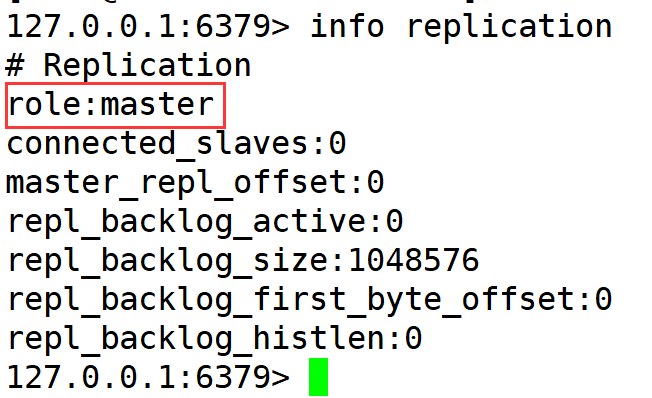 127.0.0.1:6379> info replication
# Replication
role:master
connected_slaves:0
master_repl_offset:0
repl_backlog_active:0
repl_backlog_size:1048576
repl_backlog_first_byte_offset:0
repl_backlog_histlen:0
127.0.0.1:6379>